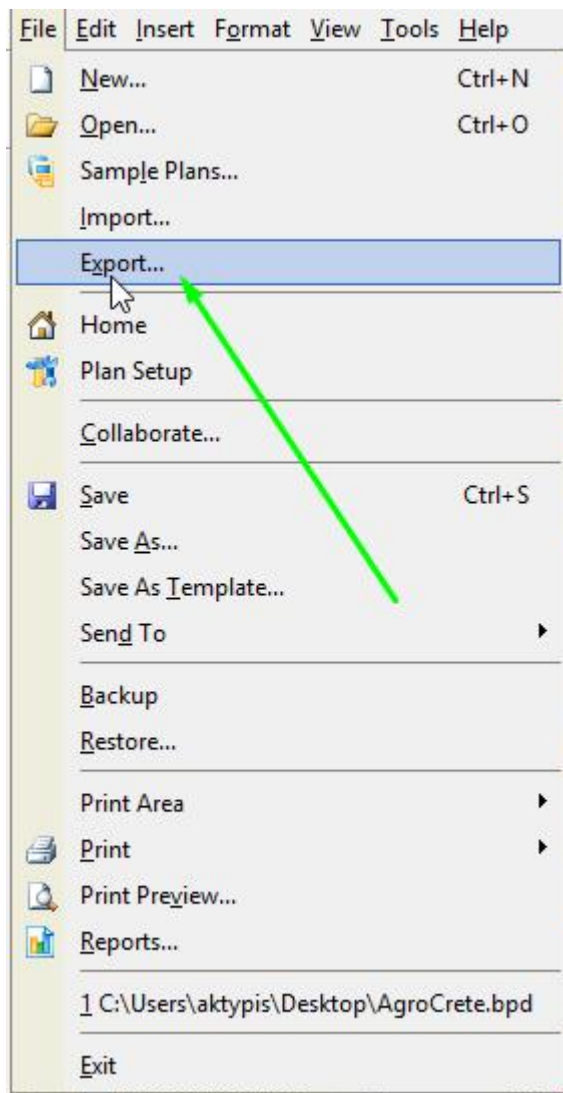 File Edit Insert Format View Tools Help
New... Ctrl+N
Open... Ctrl+O
Sample Plans...
Import...
Export...
Home
Plan Setup
Collaborate...
Save Ctrl+S
Save As...
Save As Template...
Send To
Backup
Restore...
Print Area
Print
Print Preview...
Reports...
1 C:\Users\aktypis\Desktop\AgroCrete.bpd
Exit